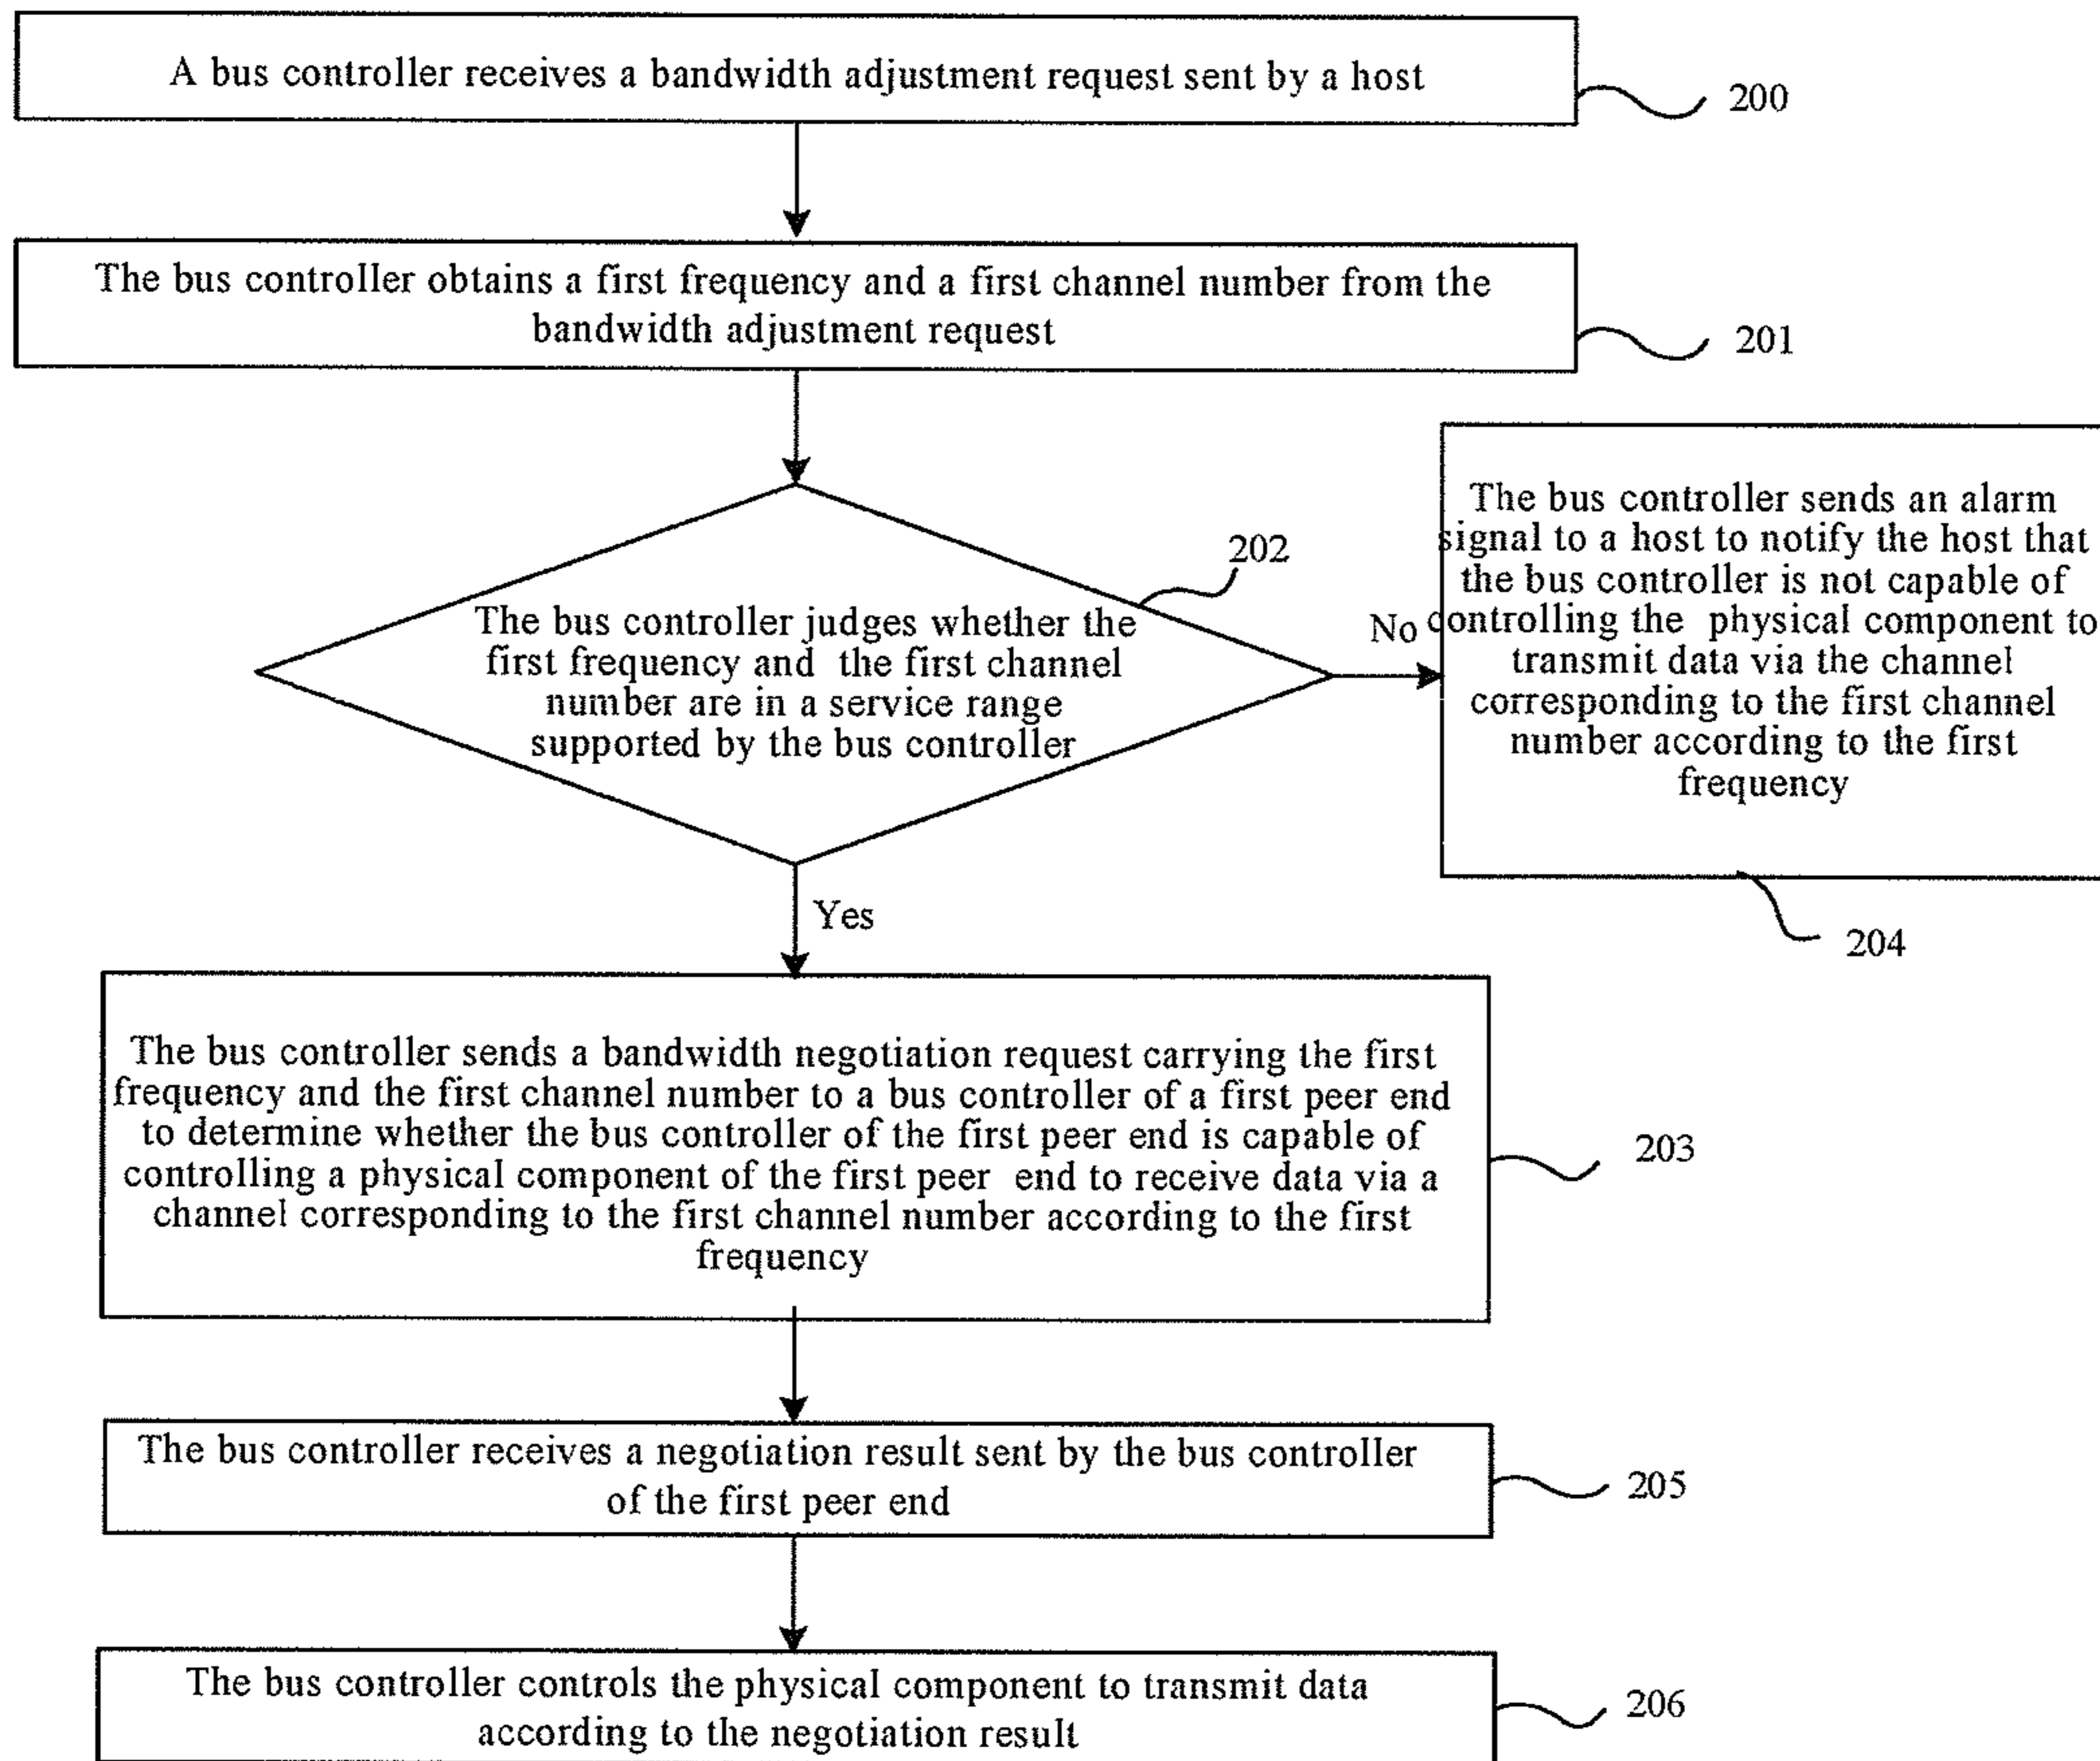 A bus controller receives a bandwidth adjustment request sent by a host
200
The bus controller obtains a first frequency and a first channel number from the
bandwidth adjustment request
201
202
The bus controller judges whether the
first frequency and the first channel
number are in a service range
supported by the bus controller
No
The bus controller sends an alarm
signal to a host to notify the host that
the bus controller is not capable of
controlling the physical component to
transmit data via the channel
corresponding to the first channel
number according to the first
frequency
204
Yes
The bus controller sends a bandwidth negotiation request carrying the first
frequency and the first channel number to a bus controller of a first peer end
to determine whether the bus controller of the first peer end is capable of
controlling a physical component of the first peer end to receive data via a
channel corresponding to the first channel number according to the first
frequency
203
The bus controller receives a negotiation result sent by the bus controller
of the first peer end
205
The bus controller controls the physical component to transmit data
according to the negotiation result
206